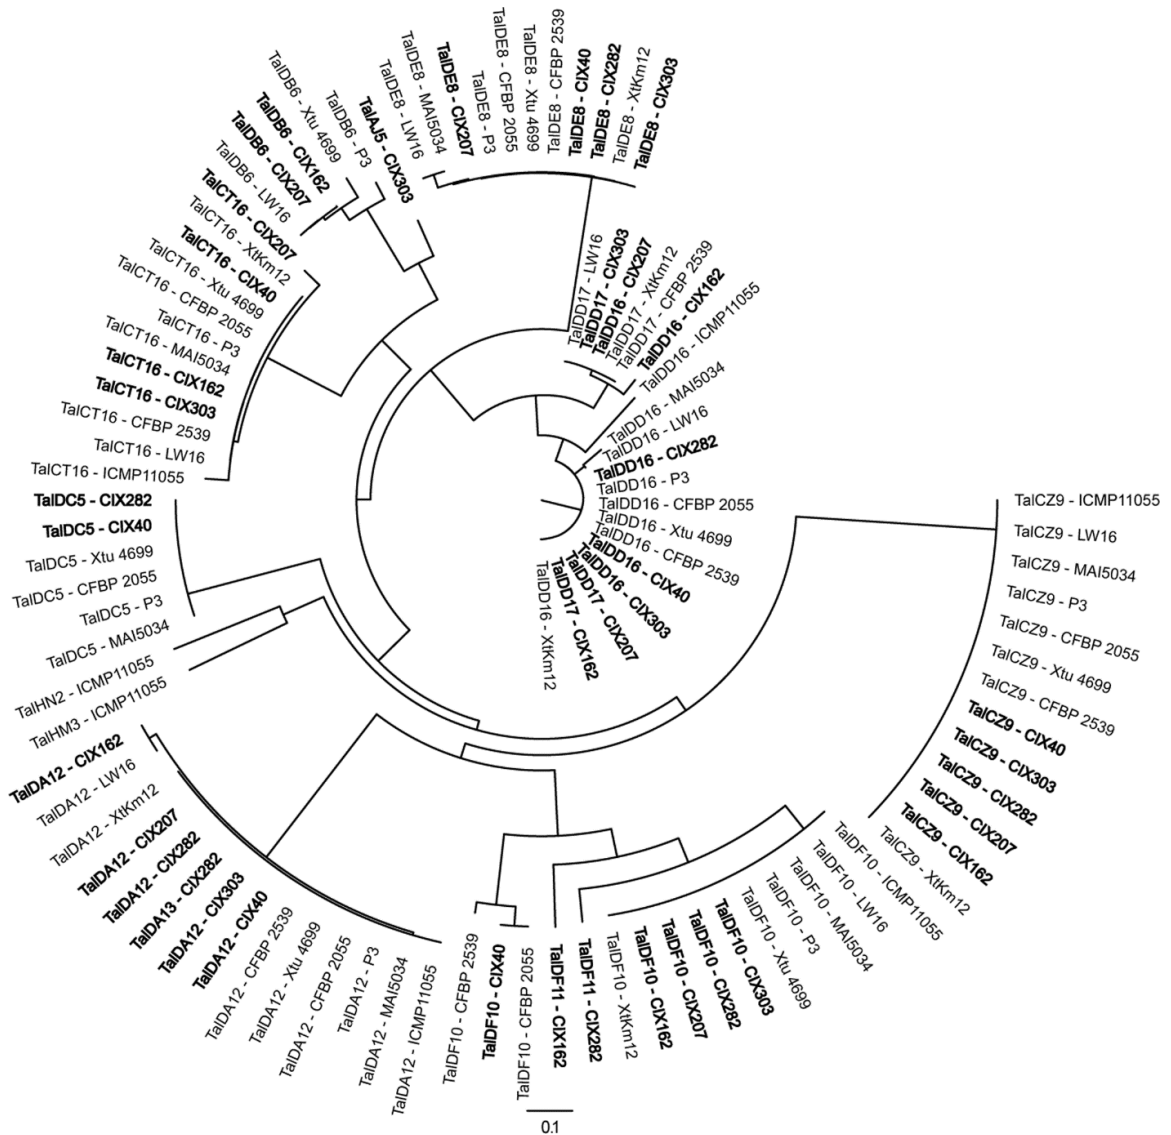 TalDE8 - LW16
TalDE8 - MAI5034
TalDE8 - CIX207
TalDE8 - P3
TalDE8 - CFBP 2055
TalDE8 - Xtu 4699
TalDE8 - CFBP 2539
TalDE8 - CIX40
TalDE8 - CIX282
TalDE8 - XtKm12
TalDE8 - CIX303
TalDD17 - LW16
TalDD17 - CIX303
TalDD16 - CIX207
TalDD17 - XtKm12
TalDD17 - CFBP 2539
TalDD16 - CIX162
TalDD16 - ICMP11055
TalDD16 - MAI5034
TalDD16 - LW16
TalDD16 - CIX282
TalDD16 - P3
TalDD16 - CFBP 2055
TalDD16 - Xtu 4699
TalDD16 - CFBP 2539
TalDD16 - CIX40
TalDD16 - CIX303
TalDD17 - CIX207
TalDD17 - CIX162
TalDD16 - XtKm12
TalCZ9 - ICMP11055
TalCZ9 - LW16
TalCZ9 - MAI5034
TalCZ9 - P3
TalCZ9 - CFBP 2055
TalCZ9 - Xtu 4699
TalCZ9 - CFBP 2539
TalCZ9 - CIX40
TalCZ9 - CIX303
TalCZ9 - CIX282
TalCZ9 - CIX207
TalCZ9 - CIX162
TalCZ9 - XtKm12
TalDF10 - ICMP11055
TalDF10 - LW16
TalDF10 - MAI5034
TalDF10 - P3
TalDF10 - Xtu 4699
TalDF10 - CIX303
TalDF10 - CIX282
TalDF10 - CIX207
TalDF10 - CIX162
TalDF10 - XtKm12
TalDF11 - CIX282
TalDF11 - CIX162
TalDF10 - CFBP 2055
TalDF10 - CIX40
TalDF10 - CFBP 2539
TalDA12 - ICMP11055
TalDA12 - MAI5034
TalDA12 - P3
TalDA12 - CFBP 2055
TalDA12 - Xtu 4699
TalDA12 - CFBP 2539
TalDA12 - CIX40
TalDA12 - CIX303
TalDA13 - CIX282
TalDA12 - CIX282
TalDA12 - CIX207
TalDA12 - XtKm12
TalDA12 - LW16
TalDA12 - CIX162
TalHM3 - ICMP11055
TalHN2 - ICMP11055
TalDC5 - MAI5034
TalDC5 - P3
TalDC5 - CFBP 2055
TalDC5 - Xtu 4699
TalDC5 - CIX40
TalDC5 - CIX282
TalCT16 - ICMP11055
TalCT16 - LW16
TalCT16 - CFBP 2539
TalCT16 - CIX303
TalCT16 - CIX162
TalCT16 - MAI5034
TalCT16 - P3
TalCT16 - CFBP 2055
TalCT16 - Xtu 4699
TalCT16 - CIX40
TalCT16 - XtKm12
TalCT16 - CIX207
TalDB6 - LW16
TalDB6 - CIX207
TalDB6 - CIX162
TalDB6 - Xtu 4699
TalDB6 - P3
TalAJ5 - CIX303
0.1